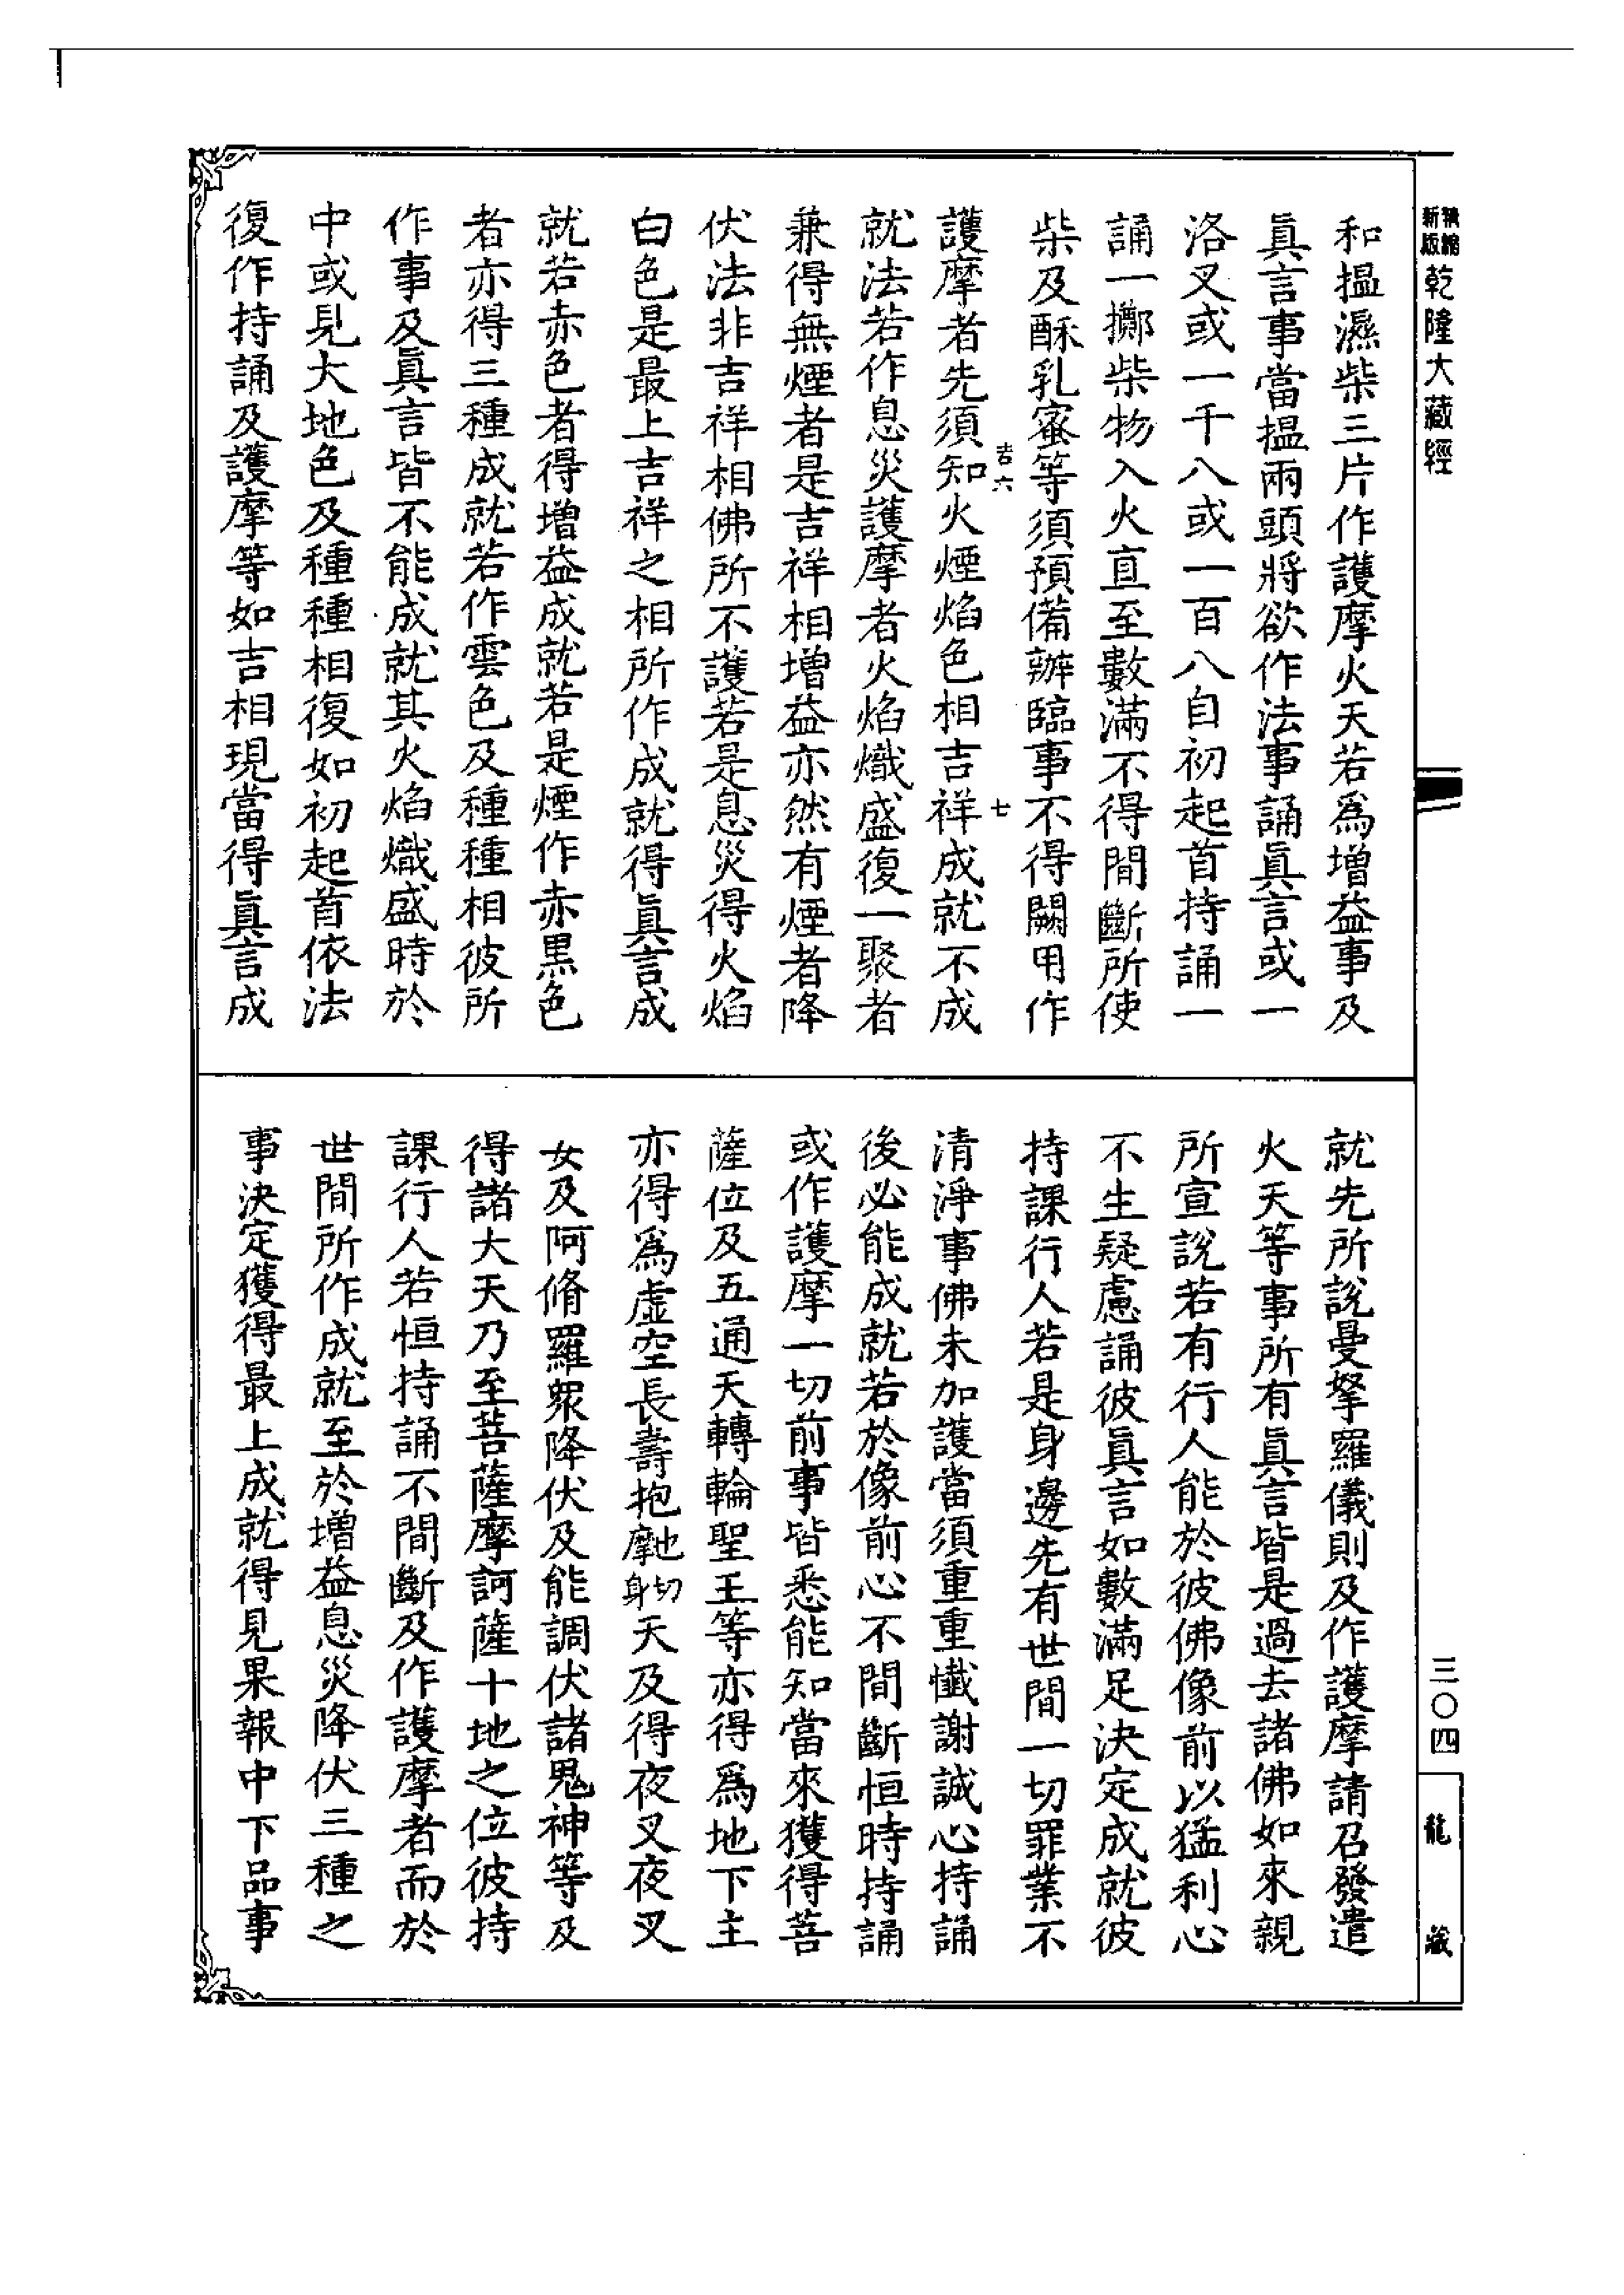 新版
精縮
乾隆大藏經
三〇四
龍藏
和搵濕柴三片作護摩火天若為增益事及
眞言事當搵兩頭將欲作法事誦眞言或一
洛叉或一千八或一百八自初起首持誦一
誦一擲柴物入火直至數滿不得間斷所使
柴及酥乳蜜等須預備辦臨事不得闕用作
岩六 七
護摩者先須知火煙焰色相吉祥成就不成
就法若作息災護摩者火焰熾盛復一聚者
兼得無煙者是吉祥相增益亦然有煙者降
伏法非吉祥相佛所不護若是息災得火焰
白色是最上吉祥之相所作成就得眞言成
就若赤色者得增益成就若是煙作赤黑色
者亦得三種成就若作雲色及種種相彼所
作事及眞言皆不能成就其火焰熾盛時於
中或見大地色及種種相復如初起首依法
復作持誦及護摩等如吉相現當得眞言成
就先所說曼拏羅儀則及作護摩請召發遣
火天等事所有眞言皆是過去諸佛如來親
所宣說若有行人能於彼佛像前以猛利心
不生疑慮誦彼眞言如數滿足決定成就彼
持課行人若是身邊先有世間一切罪業不
清淨事佛未加護當須重重懺謝誠心持誦
後必能成就若於像前心不間斷恒時持誦
或作護摩一切前事皆悉能知當來獲得菩
薩位及五通天轉輪聖王等亦得爲地下主
亦得爲虛空長壽抱摩地切身天及得夜叉夜叉
女及阿脩羅衆降伏及能調伏諸鬼神等及
得諸大天乃至菩薩摩訶薩十地之位彼持
課行人若恒持誦不間斷及作護摩者而於
世間所作成就至於增益息災降伏三種之
事決定獲得最上成就得見果報中下品事